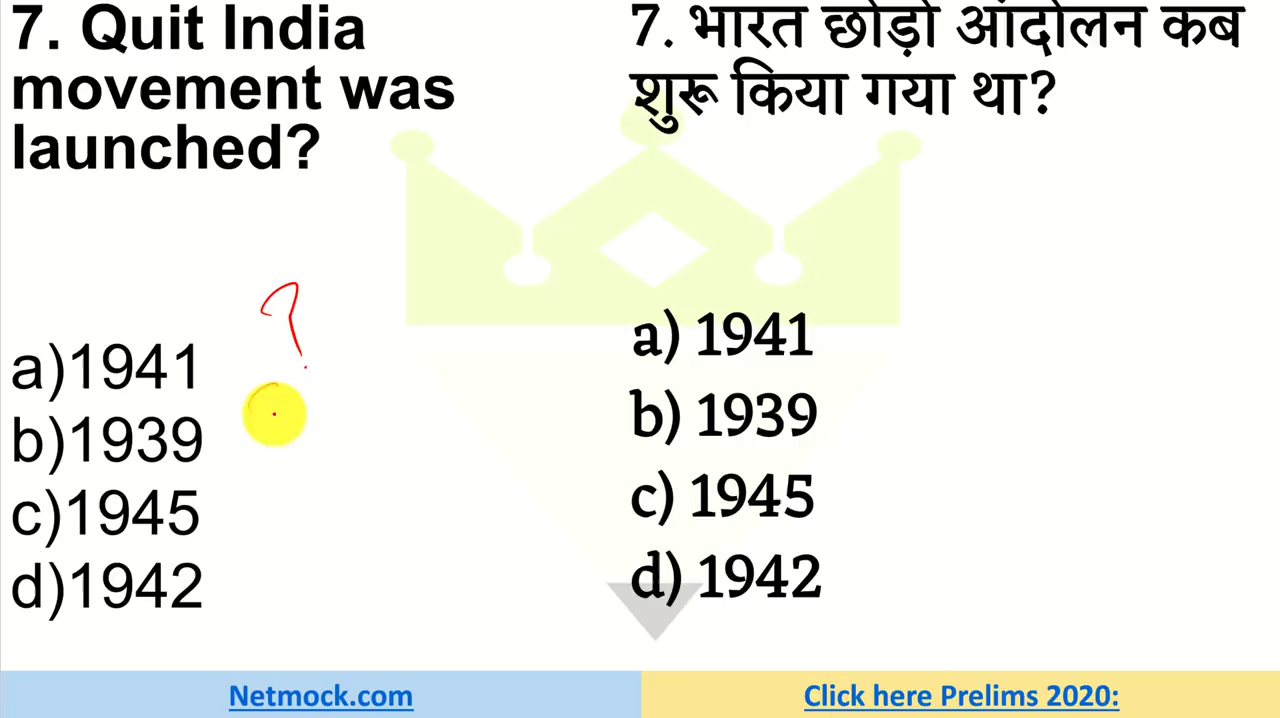 7. Quit India
movement was
launched?
?
a)1941
b)1939
c)1945
d)1942
7. भारत छोड़ो आंदोलन कब
शुरू किया गया था?
a) 1941
b) 1939
c) 1945
d) 1942
Netmock.com
Click here Prelims 2020: